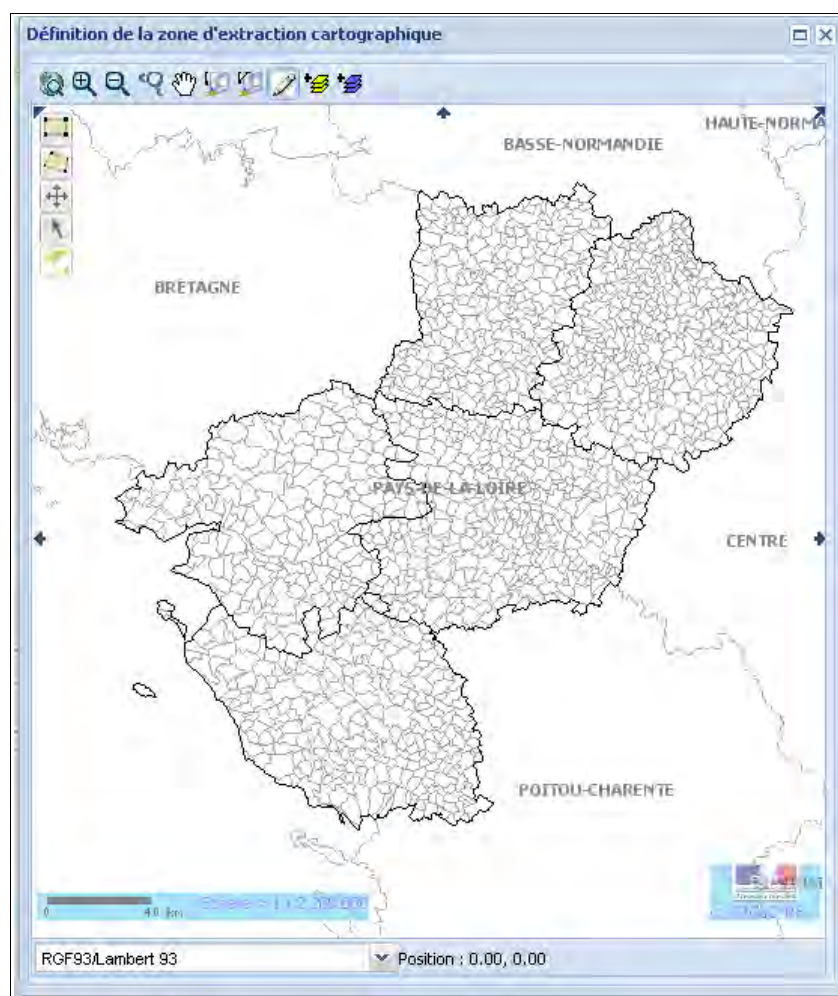 Définition de la zone d'extraction cartographique
HAUTE-NORMA
BASSE-NORMANDIE
BRETAGNE
PAYS-DE-LA-LOIRE
CENTRE
POITOU-CHARENTE
0 40 km
RGF93/Lambert 93
Position : 0.00, 0.00